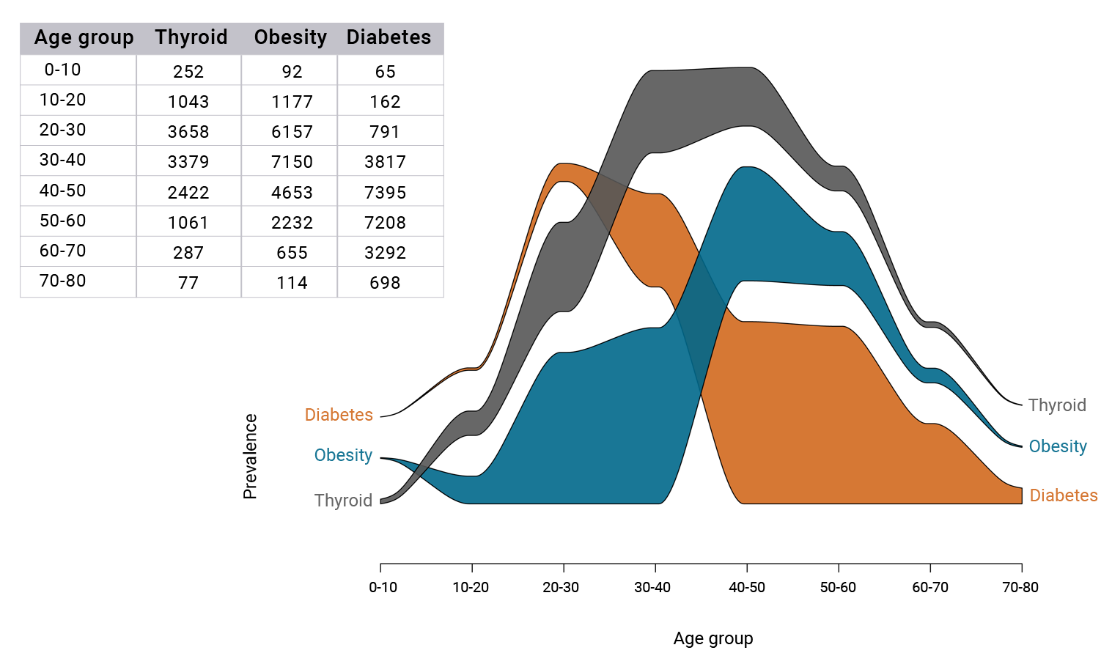 Age group Thyroid Obesity Diabetes
0-10 252 92 65
10-20 1043 1177 162
20-30 3658 6157 791
30-40 3379 7150 3817
40-50 2422 4653 7395
50-60 1061 2232 7208
60-70 287 655 3292
70-80 77 114 698
Prevalence
Diabetes
Obesity
Thyroid
Thyroid
Obesity
Diabetes
0-10 10-20 20-30 30-40 40-50 50-60 60-70 70-80
Age group